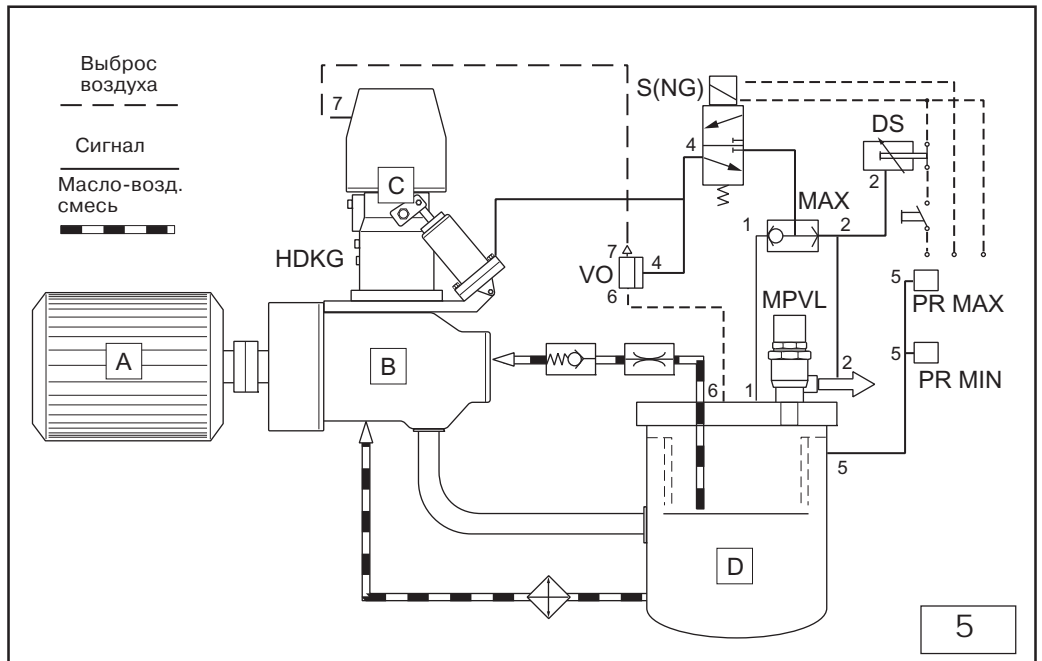 Выброс
воздуха
Сигнал
Масло-возд.
смесь
7
S(NG)
4
DS
2
C
MAX
1
2
HDKG
7
VO
4
6
5
PR MAX
MPVL
A
B
5
PR MIN
2
6
1
5
D
5